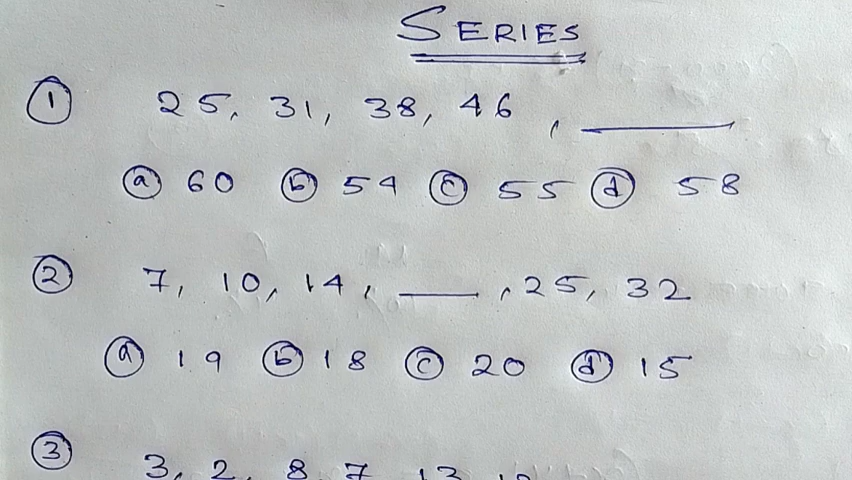 SERIES
① 25, 31, 38, 46, ______
ⓐ 60 ⓑ 54 ⓒ 55 ⓓ 58
② 7, 10, 14, ____, 25, 32
ⓐ 19 ⓑ 18 ⓒ 20 ⓓ 15
③ 3, 2, 8, 7, 13,